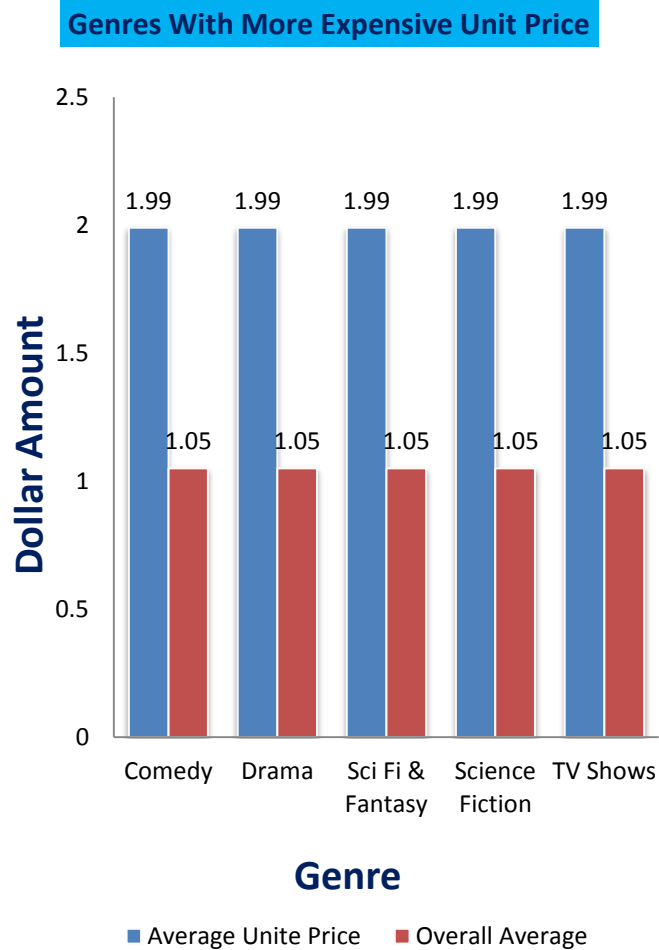 Genres With More Expensive Unit Price
2.5
2
1.5
1
0.5
0
Dollar Amount
1.99 1.99 1.99 1.99 1.99
1.05 1.05 1.05 1.05 1.05
Comedy Drama Sci Fi & Science TV Shows
Fantasy Fiction
Genre
Average Unite Price Overall Average